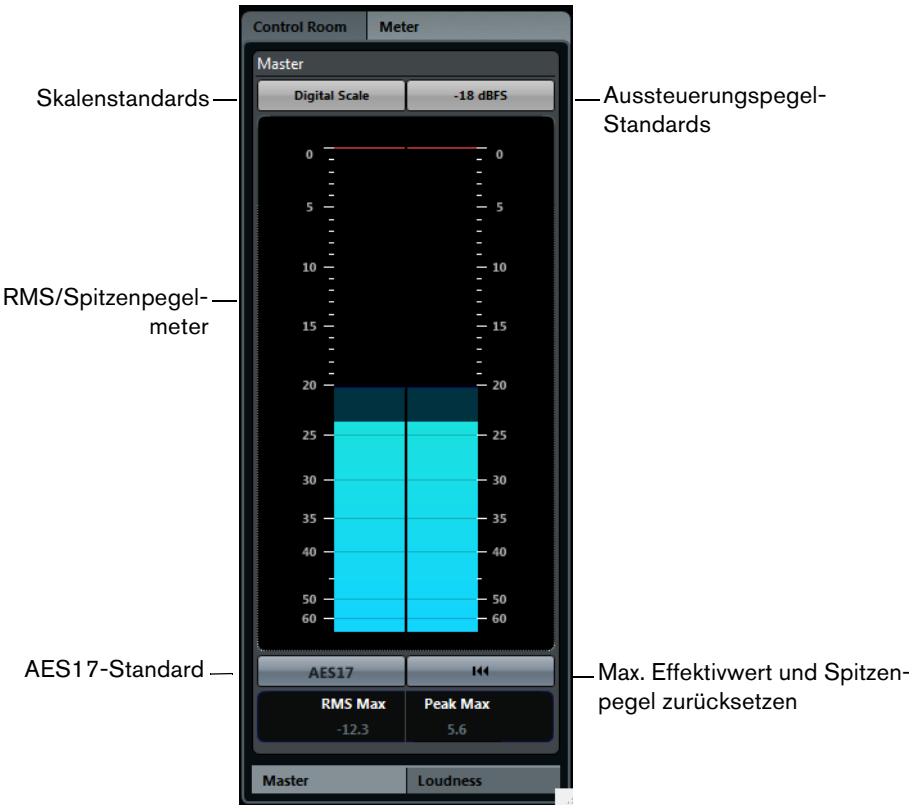 Control Room Meter
Master
Skalenstandards
Digital Scale -18 dBFS
Aussteuerungspegel-
Standards
0 0
5 5
10 10
RMS/Spitzenpegel-
meter
15 15
20 20
25 25
30 30
35 35
40 40
50 50
60 60
AES17-Standard
AES17
Max. Effektivwert und Spitzen-
pegel zurücksetzen
RMS Max Peak Max
-12.3 5.6
Master Loudness